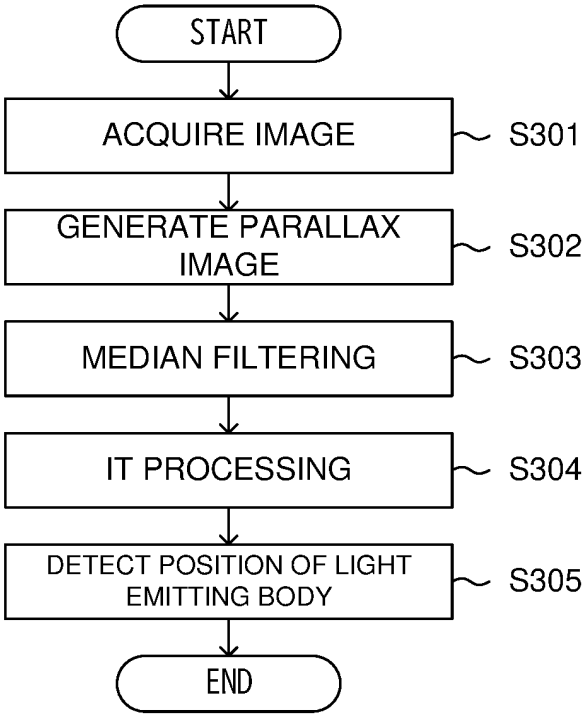 START
ACQUIRE IMAGE
S301
GENERATE PARALLAX
IMAGE
S302
MEDIAN FILTERING
S303
IT PROCESSING
S304
DETECT POSITION OF LIGHT
EMITTING BODY
S305
END